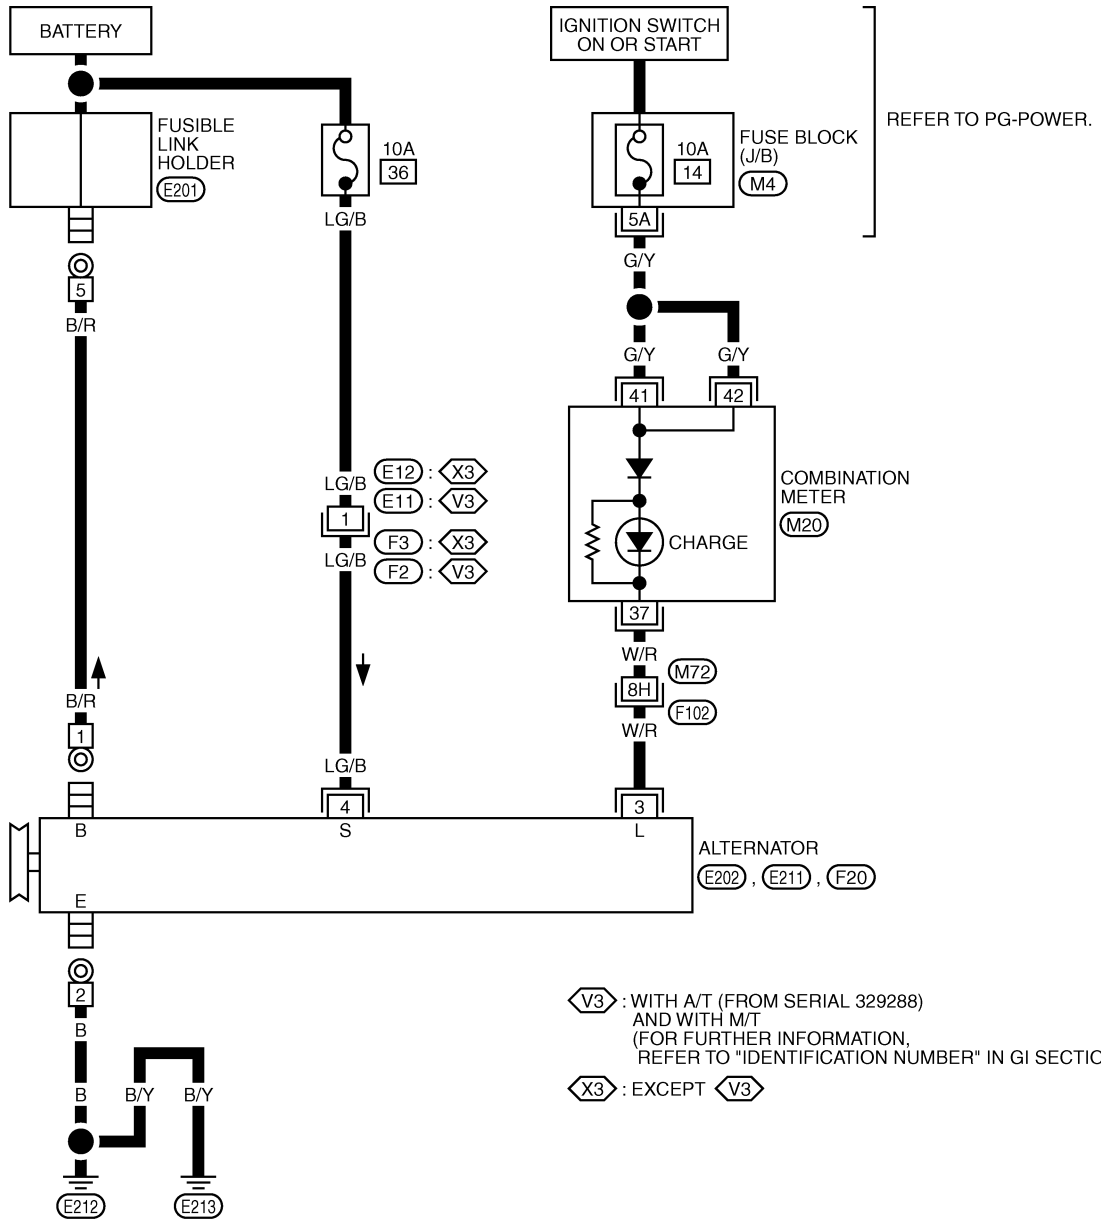 BATTERY
IGNITION SWITCH
ON OR START
REFER TO PG-POWER.
FUSIBLE
LINK
HOLDER
E201
10A
36
10A
14
FUSE BLOCK
(J/B)
M4
5A
LG/B
G/Y
5
B/R
G/Y
G/Y
41
42
LG/B
E12 : X3
E11 : V3
1
F3 : X3
F2 : V3
LG/B
CHARGE
COMBINATION
METER
M20
37
W/R
M72
8H
F102
W/R
B/R
1
LG/B
4
3
B
S
L
ALTERNATOR
E202 , E211 , F20
E
2
B
B
B/Y
B/Y
E212
E213
V3 : WITH A/T (FROM SERIAL 329288)
AND WITH M/T
(FOR FURTHER INFORMATION,
REFER TO "IDENTIFICATION NUMBER" IN GI SECTIO
X3 : EXCEPT V3